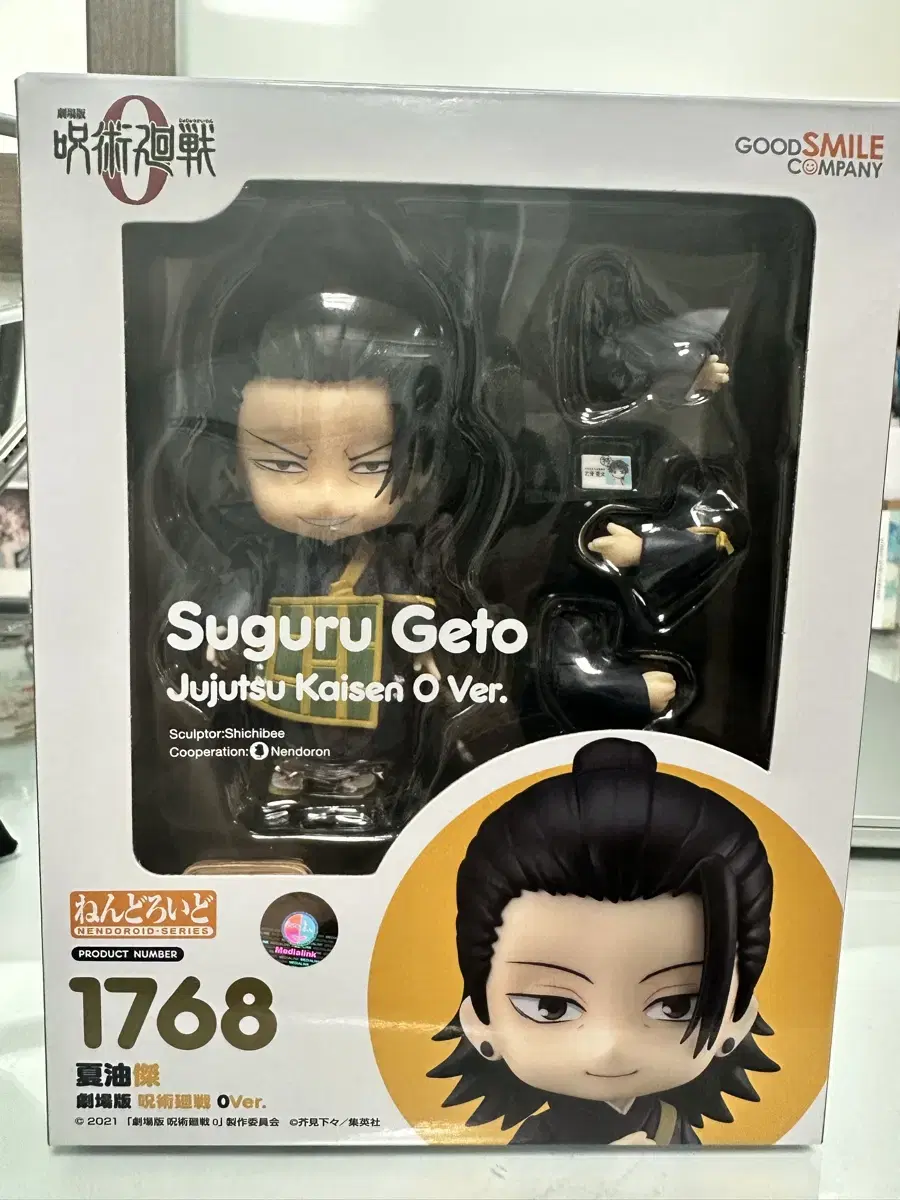 劇場版
呪術廻戦
0
GOOD SMILE
COMPANY
Suguru Geto
Jujutsu Kaisen 0 Ver.
Sculptor:Shichibee
Cooperation: Nendoron
ねんどろいど
NENDOROID-SERIES
PRODUCT NUMBER
1768
Medialink
夏油傑
劇場版 呪術廻戦 0Ver.
© 2021 「劇場版 呪術廻戦 0」製作委員会 ©芥見下々／集英社